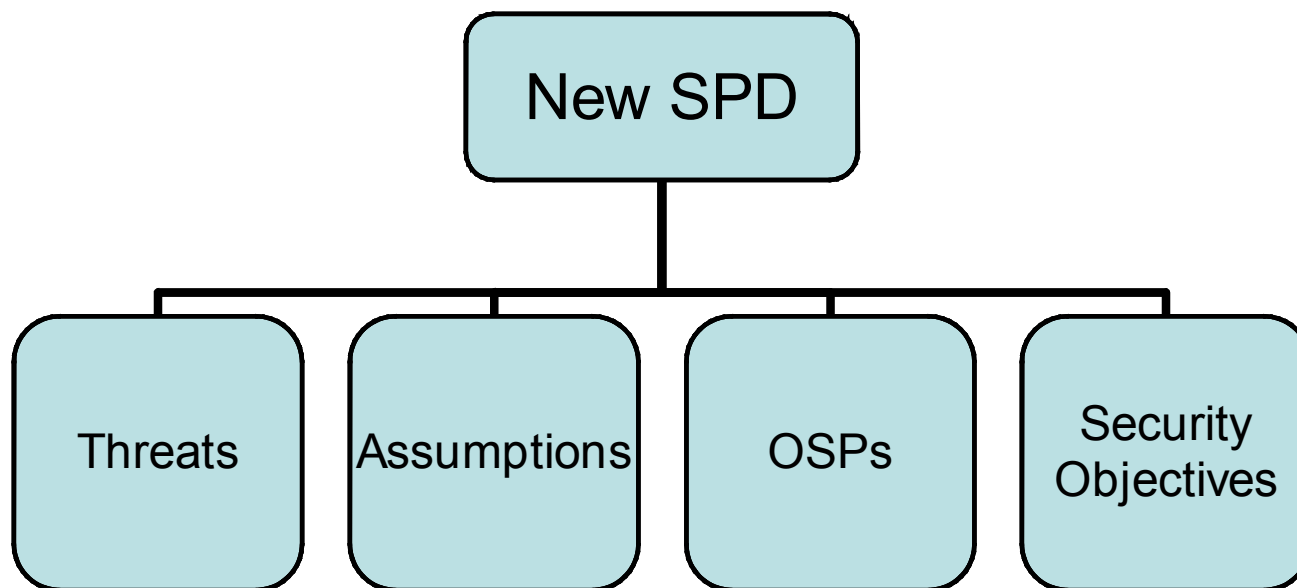 New SPD
Threats
Assumptions
OSPs
Security
Objectives